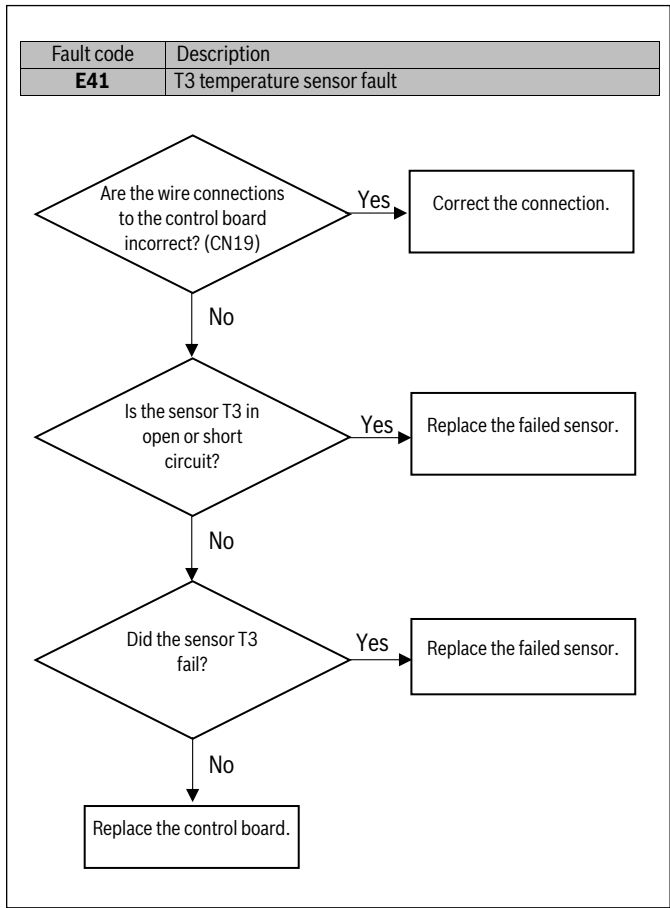 Fault code Description
E41 T3 temperature sensor fault
Are the wire connections
to the control board
incorrect? (CN19)
Yes
Correct the connection.
No
Is the sensor T3 in
open or short
circuit?
Yes
Replace the failed sensor.
No
Did the sensor T3
fail?
Yes
Replace the failed sensor.
No
Replace the control board.